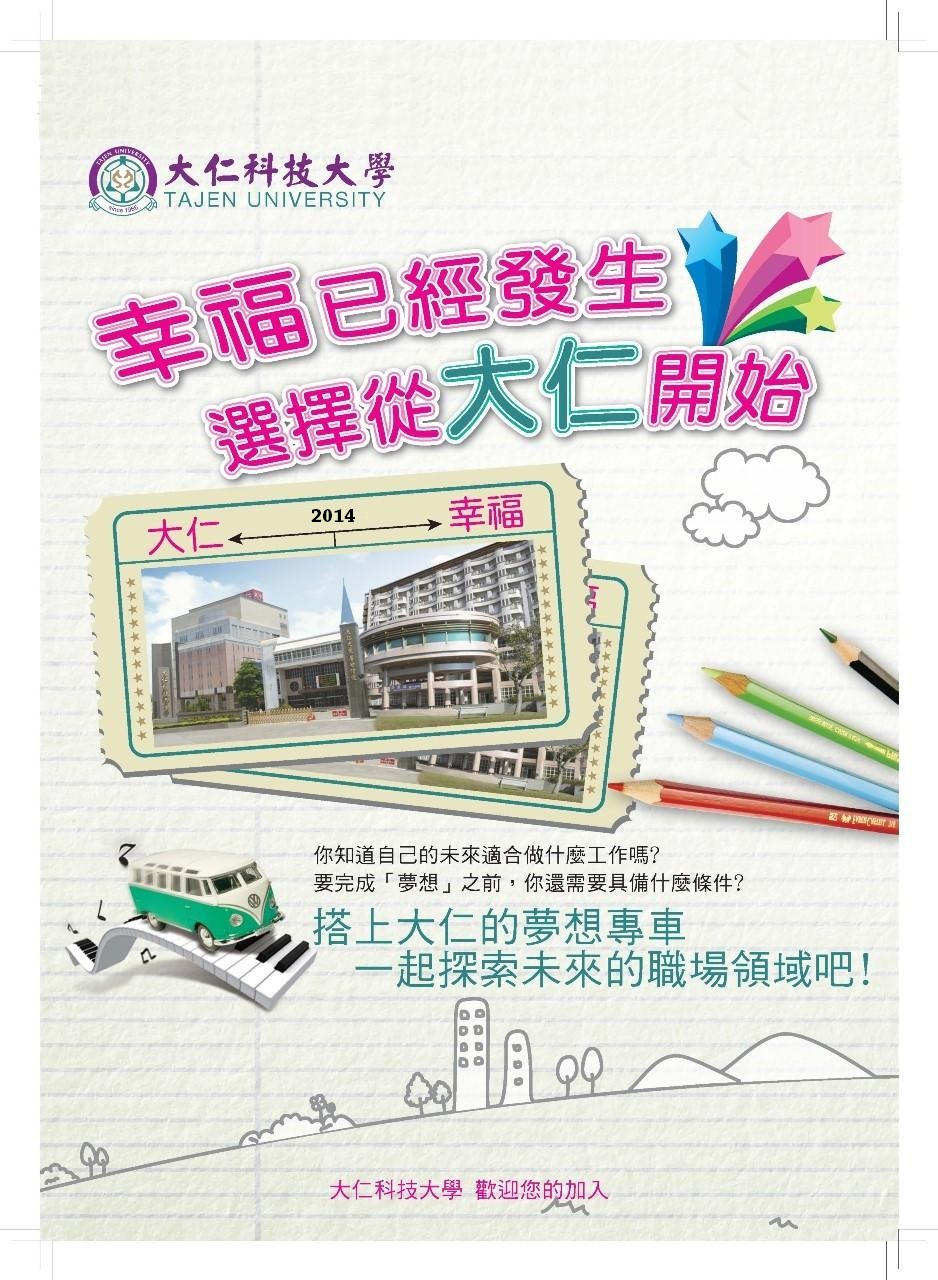 TAJEN UNIVERSITY
since 1966
大仁科技大學
TAJEN UNIVERSITY
幸福已經發生
選擇從大仁開始
大仁
2014
幸福
你知道自己的未來適合做什麼工作嗎?
要完成「夢想」之前，你還需要具備什麼條件?
搭上大仁的夢想專車
一起探索未來的職場領域吧!
大仁科技大學 歡迎您的加入